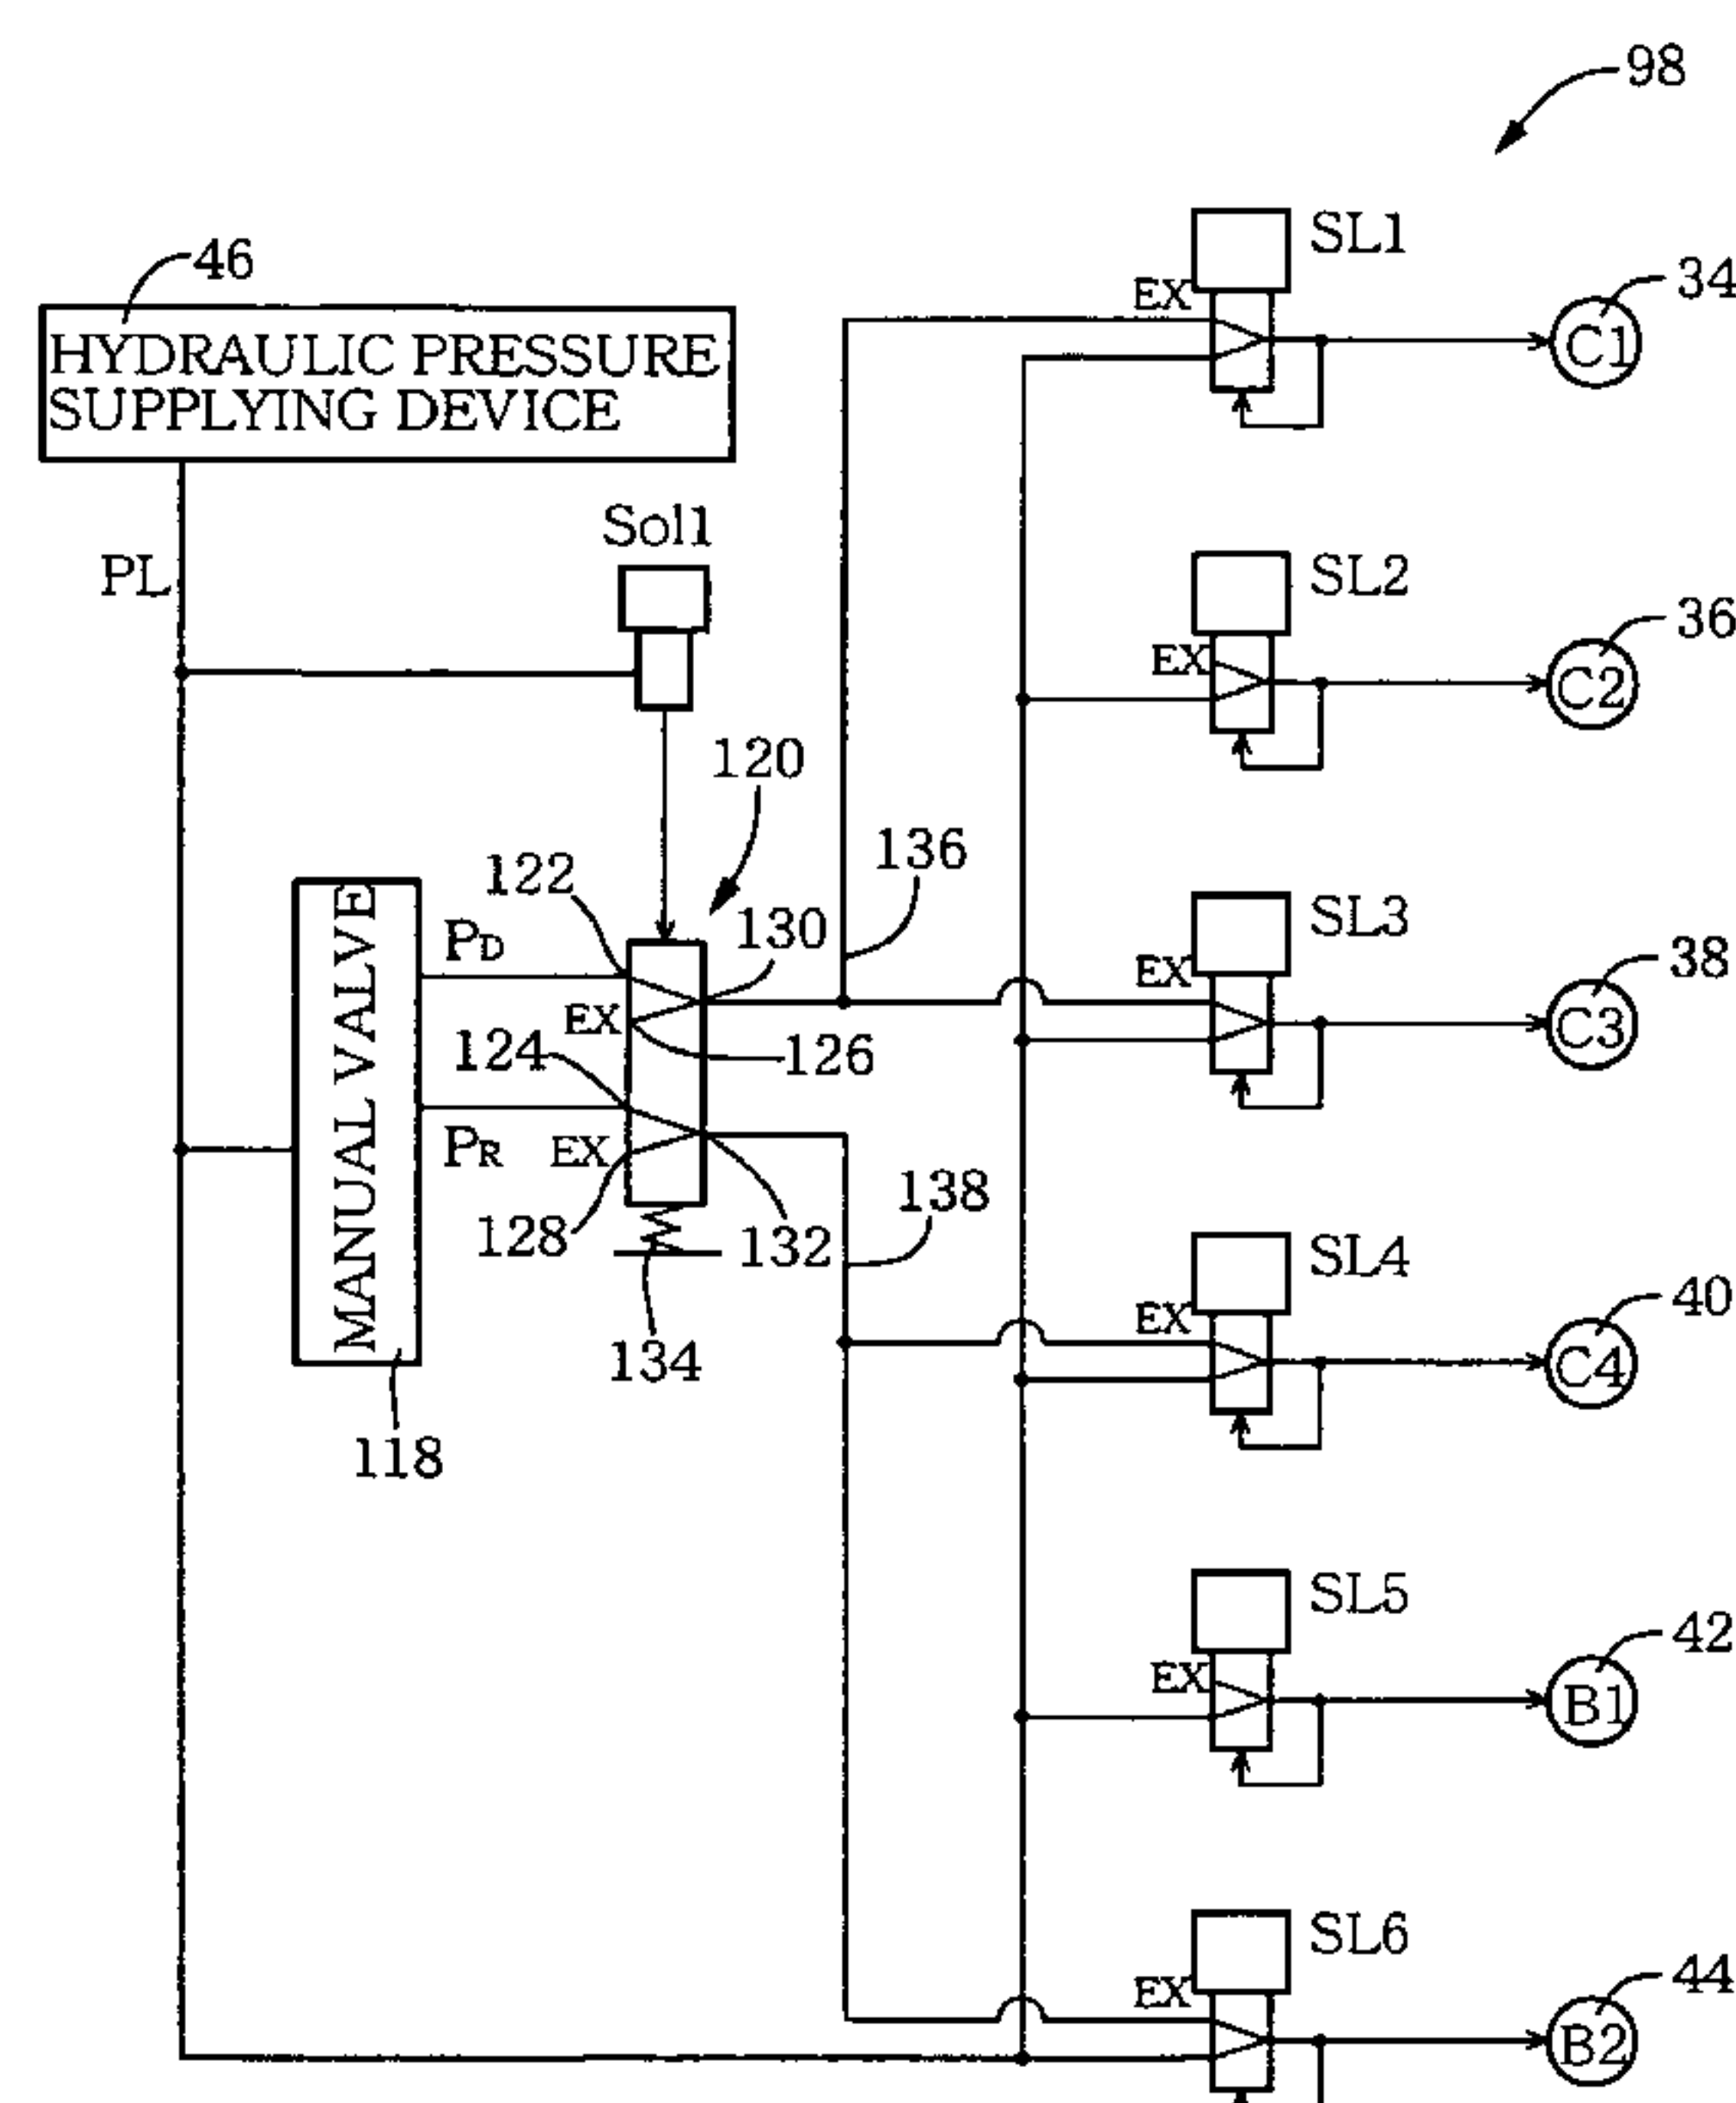 98
SL1
46
EX
34
C1
HYDRAULIC PRESSURE
SUPPLYING DEVICE
Sol1
PL
SL2
EX
36
C2
120
136
122
130
PD
SL3
EX
38
C3
EX
126
124
MANUAL VALVE
PR
EX
138
128
132
SL4
EX
40
C4
134
118
SL5
EX
42
B1
SL6
EX
44
B2